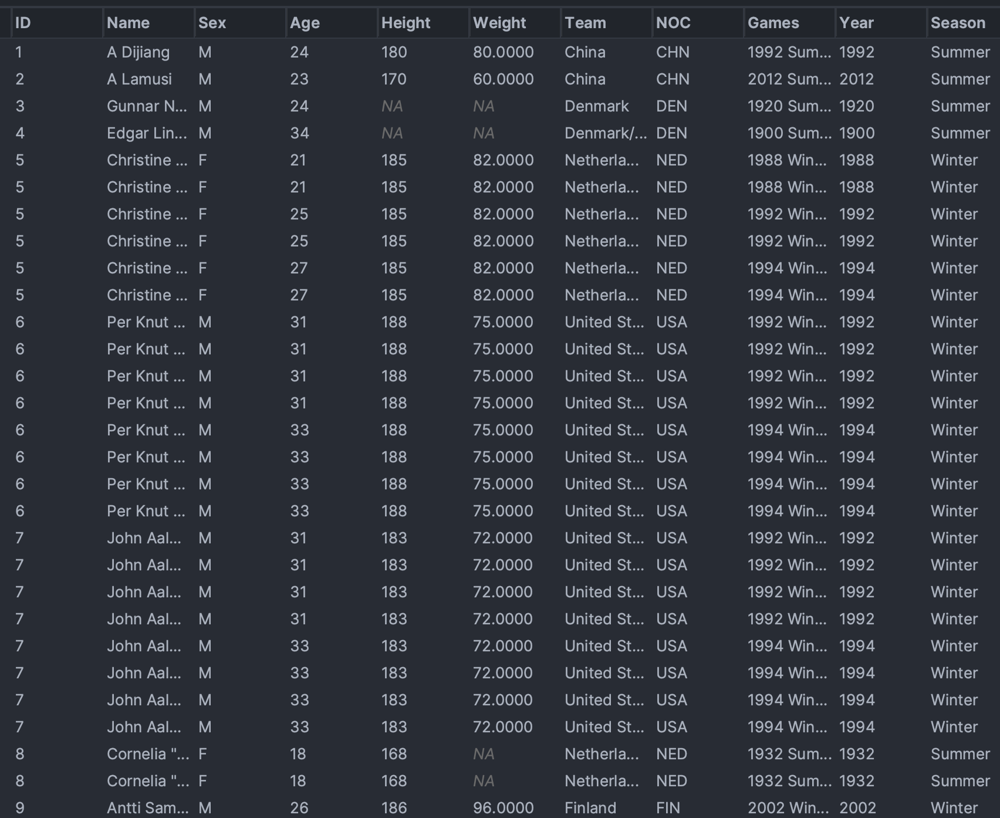 ID Name Sex Age Height Weight Team NOC Games Year Season
1 A Dijiang M 24 180 80.0000 China CHN 1992 Sum... 1992 Summer
2 A Lamusi M 23 170 60.0000 China CHN 2012 Sum... 2012 Summer
3 Gunnar N... M 24 NA NA Denmark DEN 1920 Sum... 1920 Summer
4 Edgar Lin... M 34 NA NA Denmark/... DEN 1900 Sum... 1900 Summer
5 Christine ... F 21 185 82.0000 Netherla... NED 1988 Win... 1988 Winter
5 Christine ... F 21 185 82.0000 Netherla... NED 1988 Win... 1988 Winter
5 Christine ... F 25 185 82.0000 Netherla... NED 1992 Win... 1992 Winter
5 Christine ... F 25 185 82.0000 Netherla... NED 1992 Win... 1992 Winter
5 Christine ... F 27 185 82.0000 Netherla... NED 1994 Win... 1994 Winter
5 Christine ... F 27 185 82.0000 Netherla... NED 1994 Win... 1994 Winter
6 Per Knut ... M 31 188 75.0000 United St... USA 1992 Win... 1992 Winter
6 Per Knut ... M 31 188 75.0000 United St... USA 1992 Win... 1992 Winter
6 Per Knut ... M 31 188 75.0000 United St... USA 1992 Win... 1992 Winter
6 Per Knut ... M 31 188 75.0000 United St... USA 1992 Win... 1992 Winter
6 Per Knut ... M 33 188 75.0000 United St... USA 1994 Win... 1994 Winter
6 Per Knut ... M 33 188 75.0000 United St... USA 1994 Win... 1994 Winter
6 Per Knut ... M 33 188 75.0000 United St... USA 1994 Win... 1994 Winter
6 Per Knut ... M 33 188 75.0000 United St... USA 1994 Win... 1994 Winter
7 John Aal... M 31 183 72.0000 United St... USA 1992 Win... 1992 Winter
7 John Aal... M 31 183 72.0000 United St... USA 1992 Win... 1992 Winter
7 John Aal... M 31 183 72.0000 United St... USA 1992 Win... 1992 Winter
7 John Aal... M 31 183 72.0000 United St... USA 1992 Win... 1992 Winter
7 John Aal... M 33 183 72.0000 United St... USA 1994 Win... 1994 Winter
7 John Aal... M 33 183 72.0000 United St... USA 1994 Win... 1994 Winter
7 John Aal... M 33 183 72.0000 United St... USA 1994 Win... 1994 Winter
7 John Aal... M 33 183 72.0000 United St... USA 1994 Win... 1994 Winter
8 Cornelia "... F 18 168 NA Netherla... NED 1932 Sum... 1932 Summer
8 Cornelia "... F 18 168 NA Netherla... NED 1932 Sum... 1932 Summer
9 Antti Sam... M 26 186 96.0000 Finland FIN 2002 Win... 2002 Winter